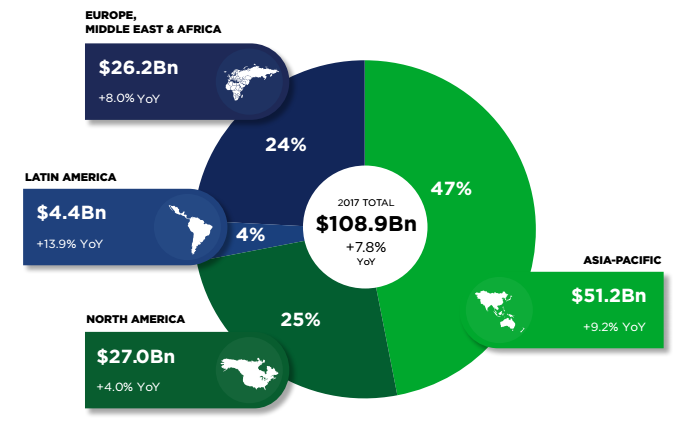 EUROPE,
MIDDLE EAST & AFRICA
$26.2Bn
+8.0% YoY
24%
47%
LATIN AMERICA
$4.4Bn
+13.9% YoY
4%
2017 TOTAL
$108.9Bn
+7.8%
YoY
ASIA-PACIFIC
$51.2Bn
+9.2% YoY
NORTH AMERICA
$27.0Bn
+4.0% YoY
25%